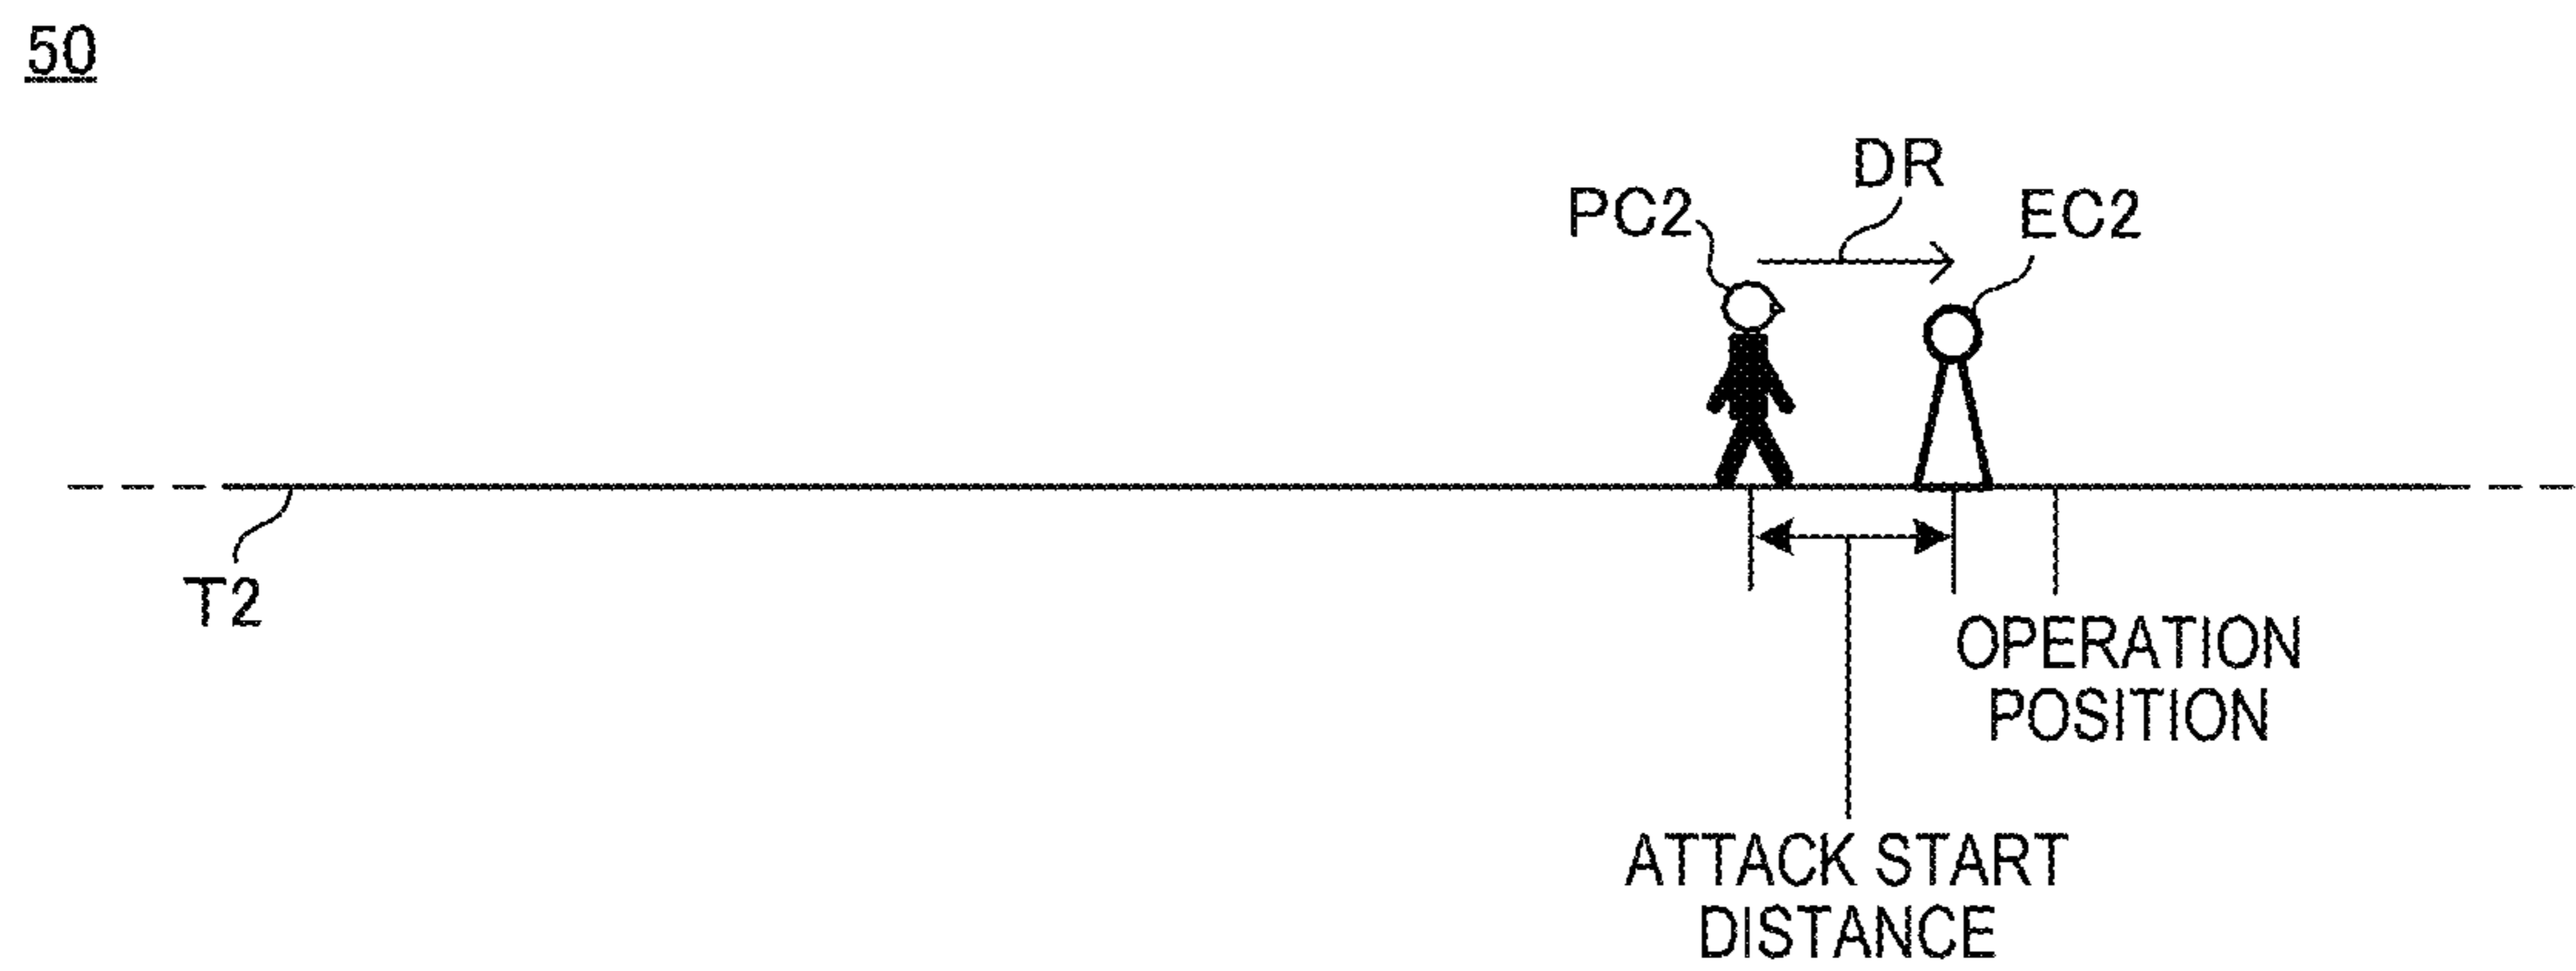 50
DR
PC2
EC2
T2
OPERATION
POSITION
ATTACK START
DISTANCE